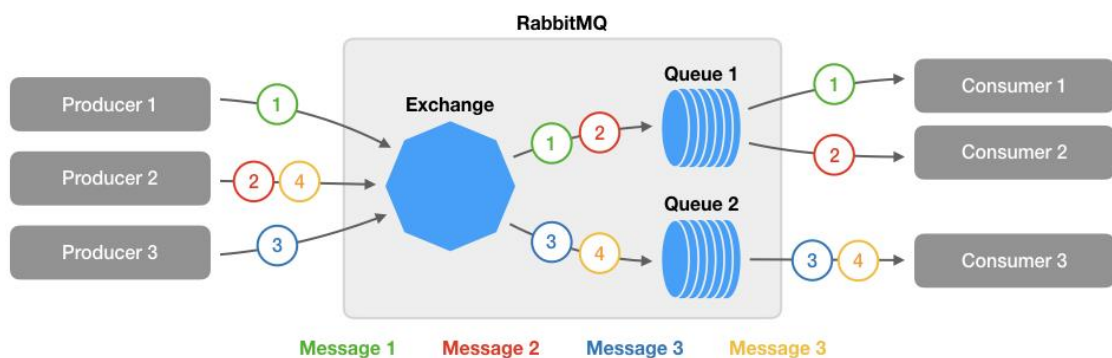 RabbitMQ
Producer 1
1
Producer 2
2 4
Producer 3
3
Exchange
1 2
3 4
Queue 1
Queue 2
1
2
3 4
Consumer 1
Consumer 2
Consumer 3
Message 1 Message 2 Message 3 Message 3